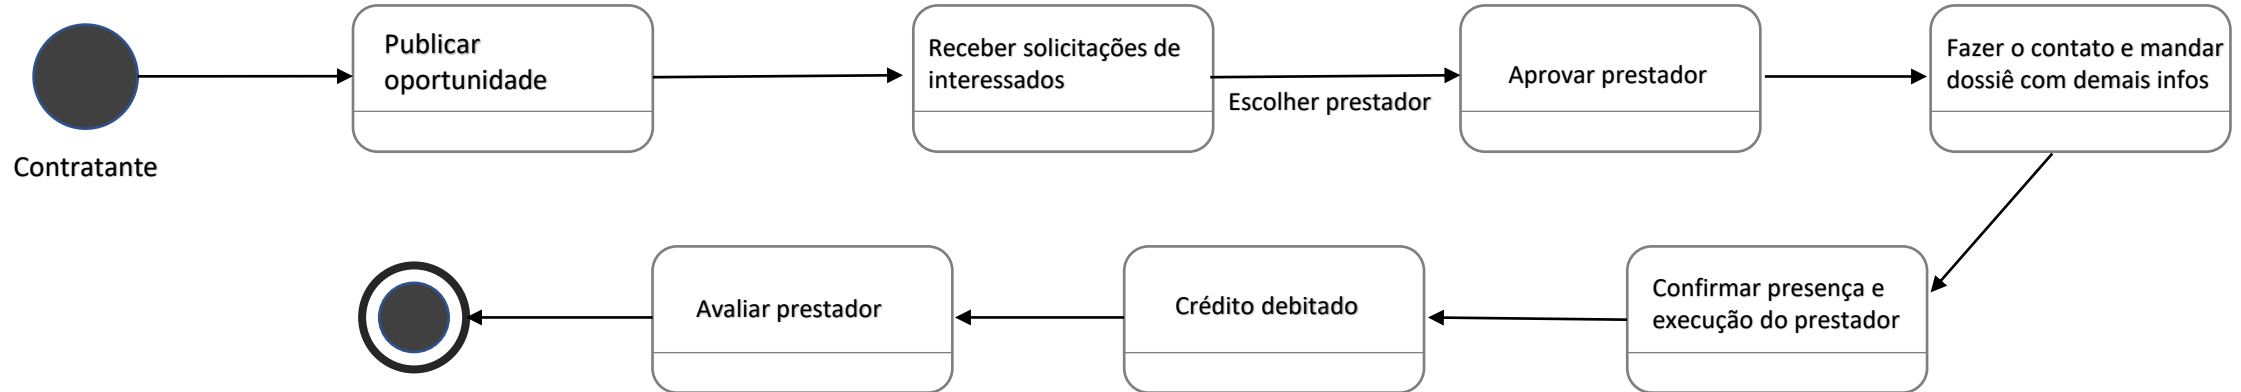 Publicar
oportunidade
Receber solicitações de
interessados
Escolher prestador
Aprovar prestador
Fazer o contato e mandar
dossiê com demais infos
Contratante
Confirmar presença e
execução do prestador
Crédito debitado
Avaliar prestador